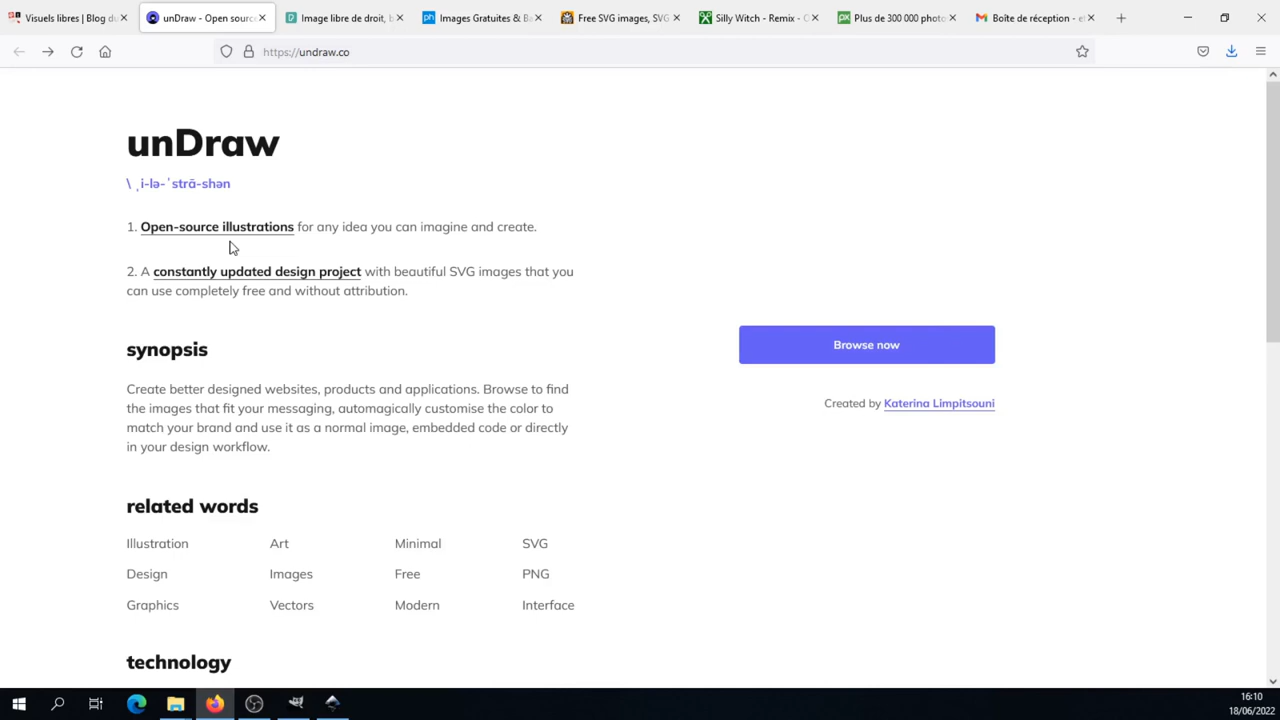 Visuels libres | Blog du
unDraw - Open source
Image libre de droit, b
Images Gratuites & Ba
Free SVG images, SVG
Silly Witch - Remix - O
Plus de 300 000 photo
Boîte de réception - e
https://undraw.co
unDraw
\ ˌi-lə-ˈstrā-shən
1. Open-source illustrations for any idea you can imagine and create.
2. A constantly updated design project with beautiful SVG images that you
can use completely free and without attribution.
Browse now
Created by Katerina Limpitsouni
synopsis
Create better designed websites, products and applications. Browse to find
the images that fit your messaging, automagically customise the color to
match your brand and use it as a normal image, embedded code or directly
in your design workflow.
related words
Illustration Art Minimal SVG
Design Images Free PNG
Graphics Vectors Modern Interface
technology
16:10
18/06/2022